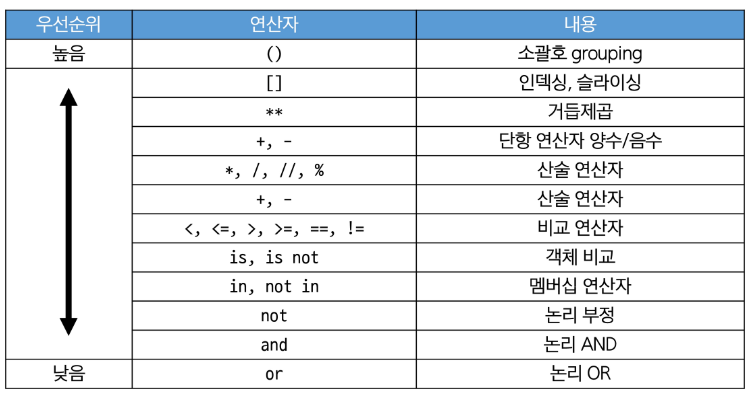 우선순위 연산자 내용
높음 () 소괄호 grouping
[] 인덱싱, 슬라이싱
** 거듭제곱
+, - 단항 연산자 양수/음수
*, /, //, % 산술 연산자
+, - 산술 연산자
<, <=, >, >=, ==, != 비교 연산자
is, is not 객체 비교
in, not in 멤버십 연산자
not 논리 부정
and 논리 AND
낮음 or 논리 OR